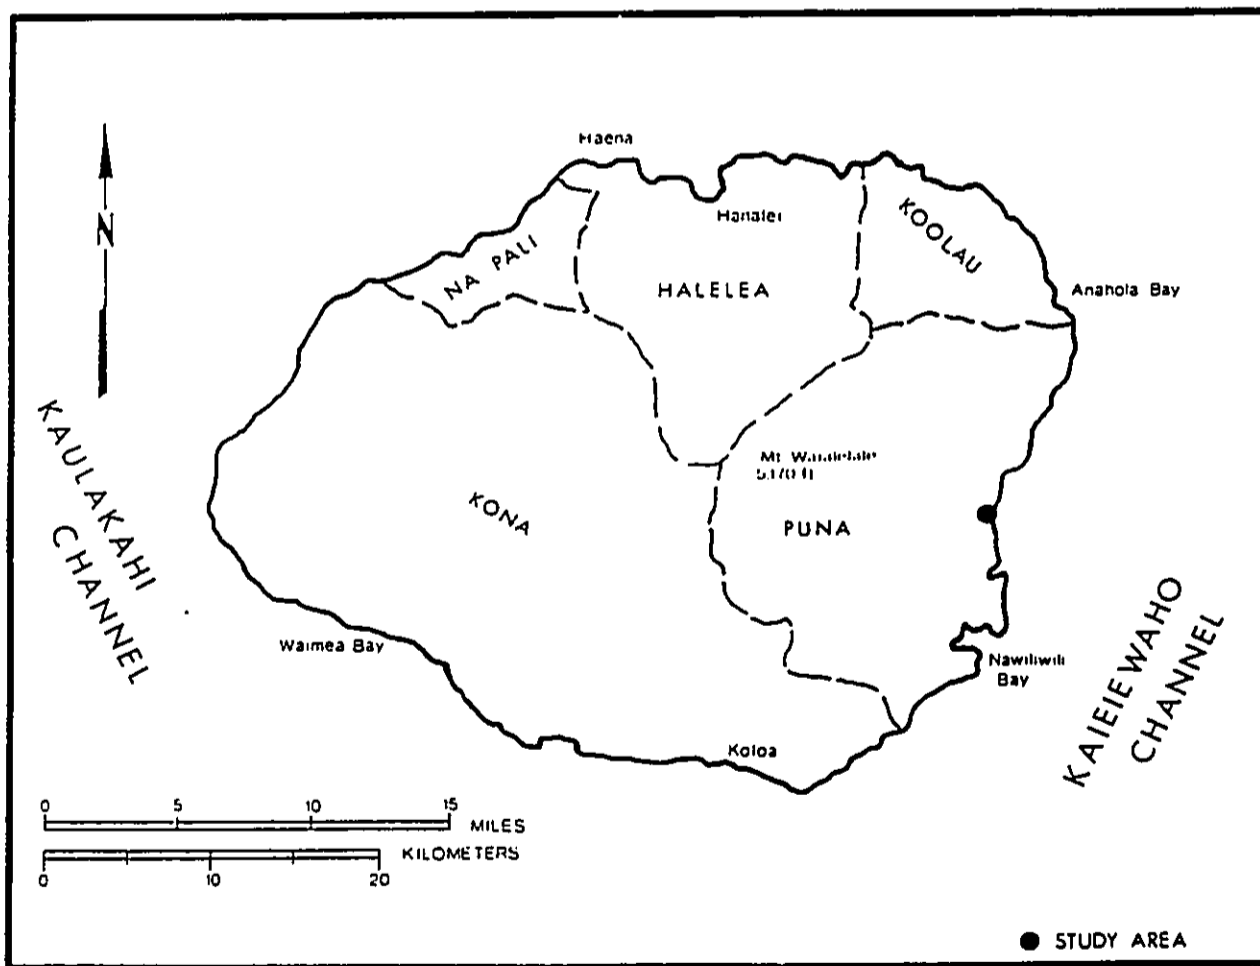 Haena
N
Hanalei
NA PALI
KOOLAU
HALELEA
Anahola Bay
KAULAKAHI
CHANNEL
Mt
KONA
PUNA
Waimea Bay
Nawiliwili
Bay
KAIEIEWAHO
CHANNEL
Koloa
0 5 10 15
MILES
KILOMETERS
0 10 20
STUDY AREA